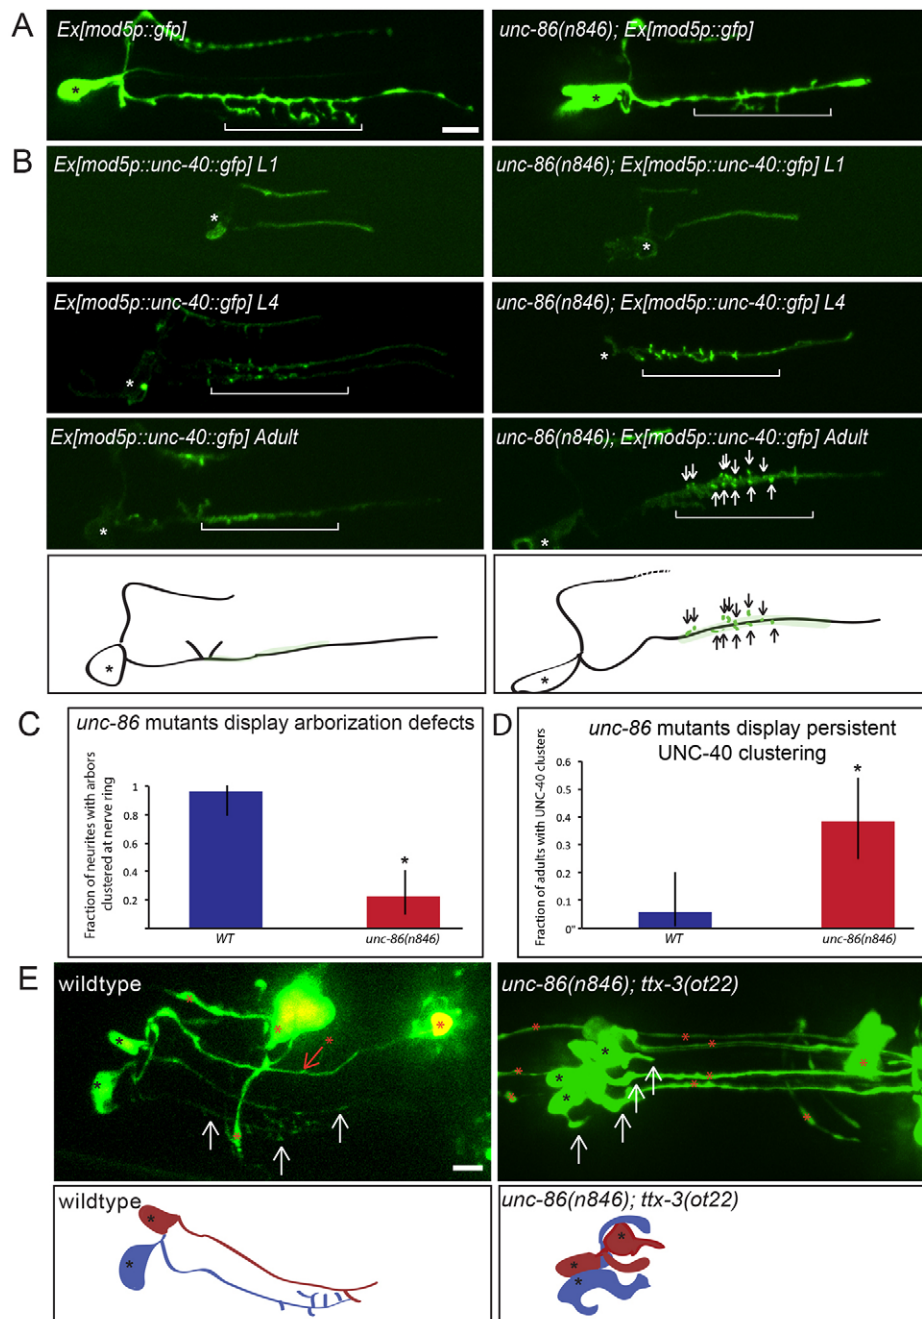 A
Ex[mod5p::gfp]
unc-86(n846); Ex[mod5p::gfp]
*
*
B
Ex[mod5p::unc-40::gfp] L1
unc-86(n846); Ex[mod5p::unc-40::gfp] L1
*
*
Ex[mod5p::unc-40::gfp] L4
unc-86(n846); Ex[mod5p::unc-40::gfp] L4
*
*
Ex[mod5p::unc-40::gfp] Adult
unc-86(n846); Ex[mod5p::unc-40::gfp] Adult
*
*
*
*
C
unc-86 mutants display arborization defects
Fraction of neurites with arbors
clustered at nerve ring
1
0.8
0.6
0.4
0.2
*
WT
unc-86(n846)
D
unc-86 mutants display persistent
UNC-40 clustering
Fraction of adults with UNC-40 clusters
0.6
0.5
0.4
0.3
0.2
0.1
0"
*
WT
unc-86(n846)
E
wildtype
unc-86(n846); ttx-3(ot22)
wildtype
unc-86(n846); ttx-3(ot22)